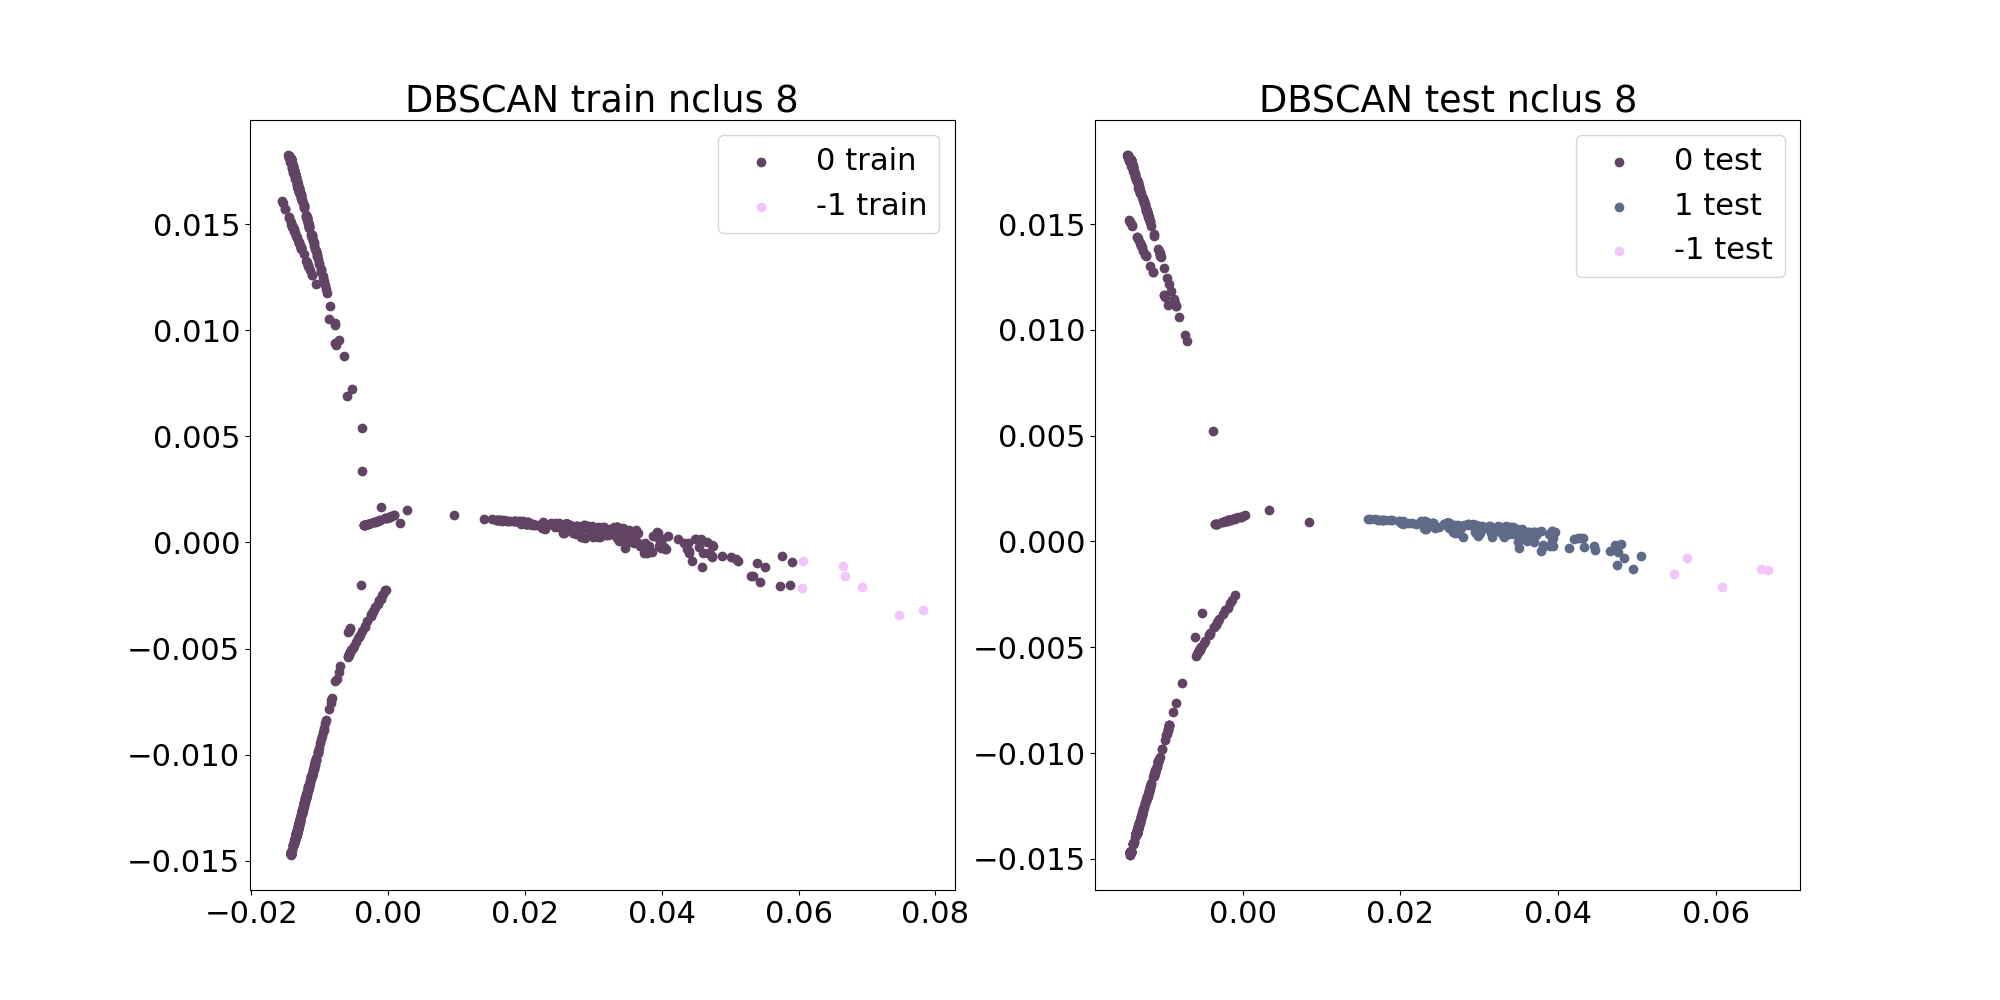 DBSCAN train nclus 8
0 train
-1 train
0.015
0.010
0.005
0.000
−0.005
−0.010
−0.015
−0.02 0.00 0.02 0.04 0.06 0.08
DBSCAN test nclus 8
0 test
1 test
-1 test
0.015
0.010
0.005
0.000
−0.005
−0.010
−0.015
0.00 0.02 0.04 0.06